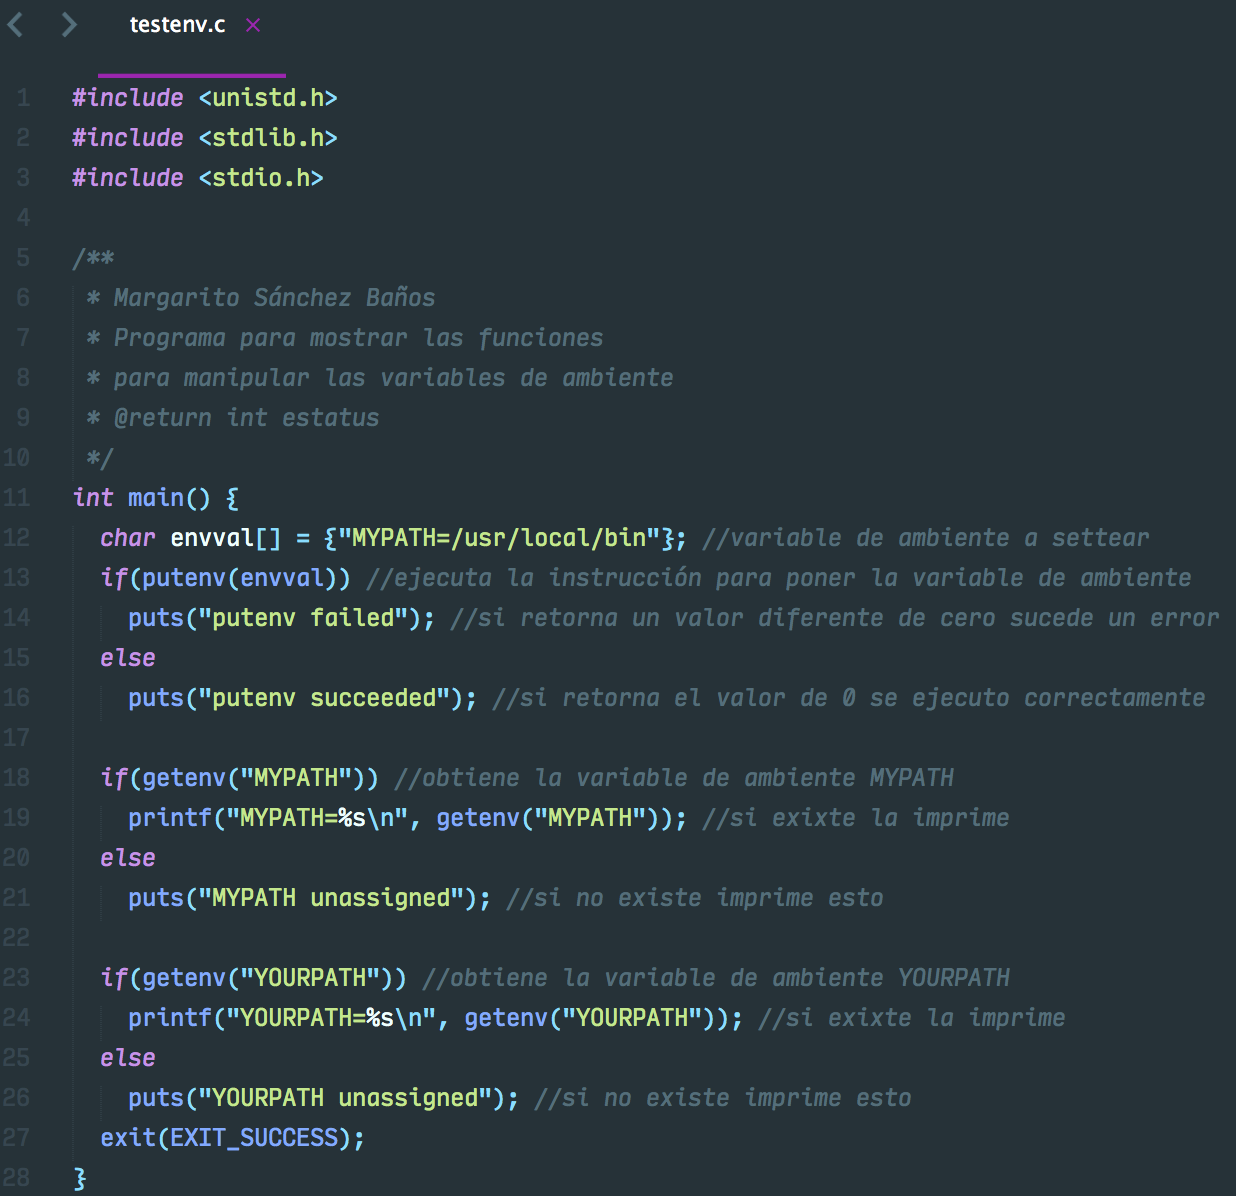 testenv.c ×
1 #include <unistd.h>
2 #include <stdlib.h>
3 #include <stdio.h>
4
5 /**
6  * Margarito Sánchez Baños
7  * Programa para mostrar las funciones
8  * para manipular las variables de ambiente
9  * @return int estatus
10  */
11 int main() {
12   char envval[] = {"MYPATH=/usr/local/bin"}; //variable de ambiente a settear
13   if(putenv(envval)) //ejecuta la instrucción para poner la variable de ambiente
14     puts("putenv failed"); //si retorna un valor diferente de cero sucede un error
15   else
16     puts("putenv succeeded"); //si retorna el valor de 0 se ejecuto correctamente
17
18   if(getenv("MYPATH")) //obtiene la variable de ambiente MYPATH
19     printf("MYPATH=%s\n", getenv("MYPATH")); //si exixte la imprime
20   else
21     puts("MYPATH unassigned"); //si no existe imprime esto
22
23   if(getenv("YOURPATH")) //obtiene la variable de ambiente YOURPATH
24     printf("YOURPATH=%s\n", getenv("YOURPATH")); //si exixte la imprime
25   else
26     puts("YOURPATH unassigned"); //si no existe imprime esto
27   exit(EXIT_SUCCESS);
28 }